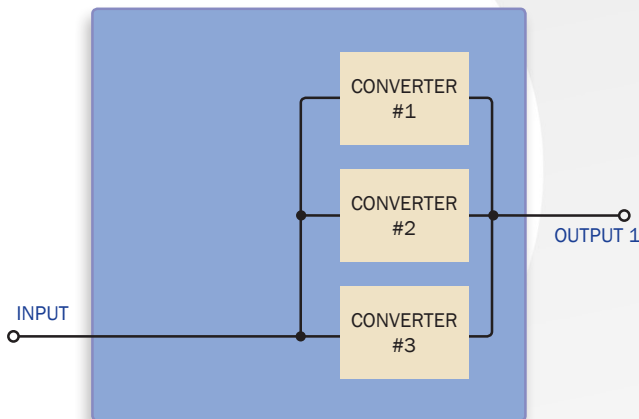 CONVERTER
#1
CONVERTER
#2
OUTPUT 1
INPUT
CONVERTER
#3